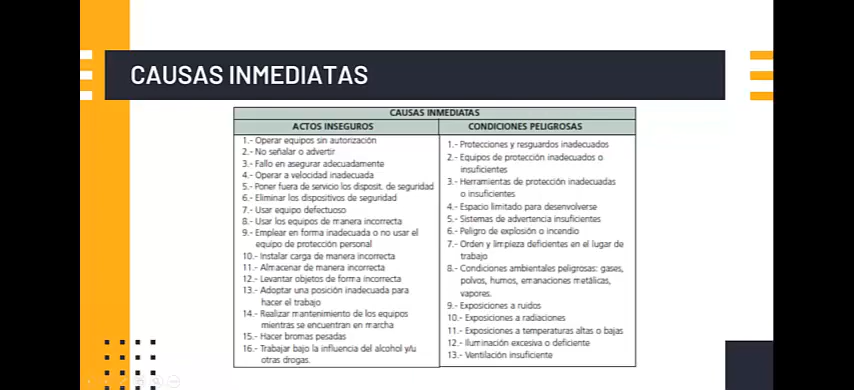 CAUSAS INMEDIATAS
CAUSAS INMEDIATAS
ACTOS INSEGUROS
1.- Operar equipos sin autorización
2.- No señalar o advertir
3.- Fallo en asegurar adecuadamente
4.- Operar a velocidad inadecuada
5.- Poner fuera de servicio los disposit. de seguridad
6.- Eliminar los dispositivos de seguridad
7.- Usar equipo defectuoso
8.- Usar los equipos de manera incorrecta
9.- Emplear en forma inadecuada o no usar el
equipo de protección personal
10.- Instalar carga de manera incorrecta
11.- Almacenar de manera incorrecta
12.- Levantar objetos de forma incorrecta
13.- Adoptar una posición inadecuada para
hacer el trabajo
14.- Realizar mantenimiento de los equipos
mientras se encuentran en marcha
15.- Hacer bromas pesadas
16.- Trabajar bajo la influencia del alcohol y/u
otras drogas.
CONDICIONES PELIGROSAS
1.- Protecciones y resguardos inadecuados
2.- Equipos de protección inadecuados o
insuficientes
3.- Herramientas de protección inadecuadas
o insuficientes
4.- Espacio limitado para desenvolverse
5.- Sistemas de advertencia insuficientes
6.- Peligro de explosión o incendio
7.- Orden y limpieza deficientes en el lugar de
trabajo
8.- Condiciones ambientales peligrosas: gases,
polvos, humos, emanaciones metálicas,
vapores.
9.- Exposiciones a ruidos
10.- Exposiciones a radiaciones
11.- Exposiciones a temperaturas altas o bajas
12.- Iluminación excesiva o deficiente
13.- Ventilación insuficiente